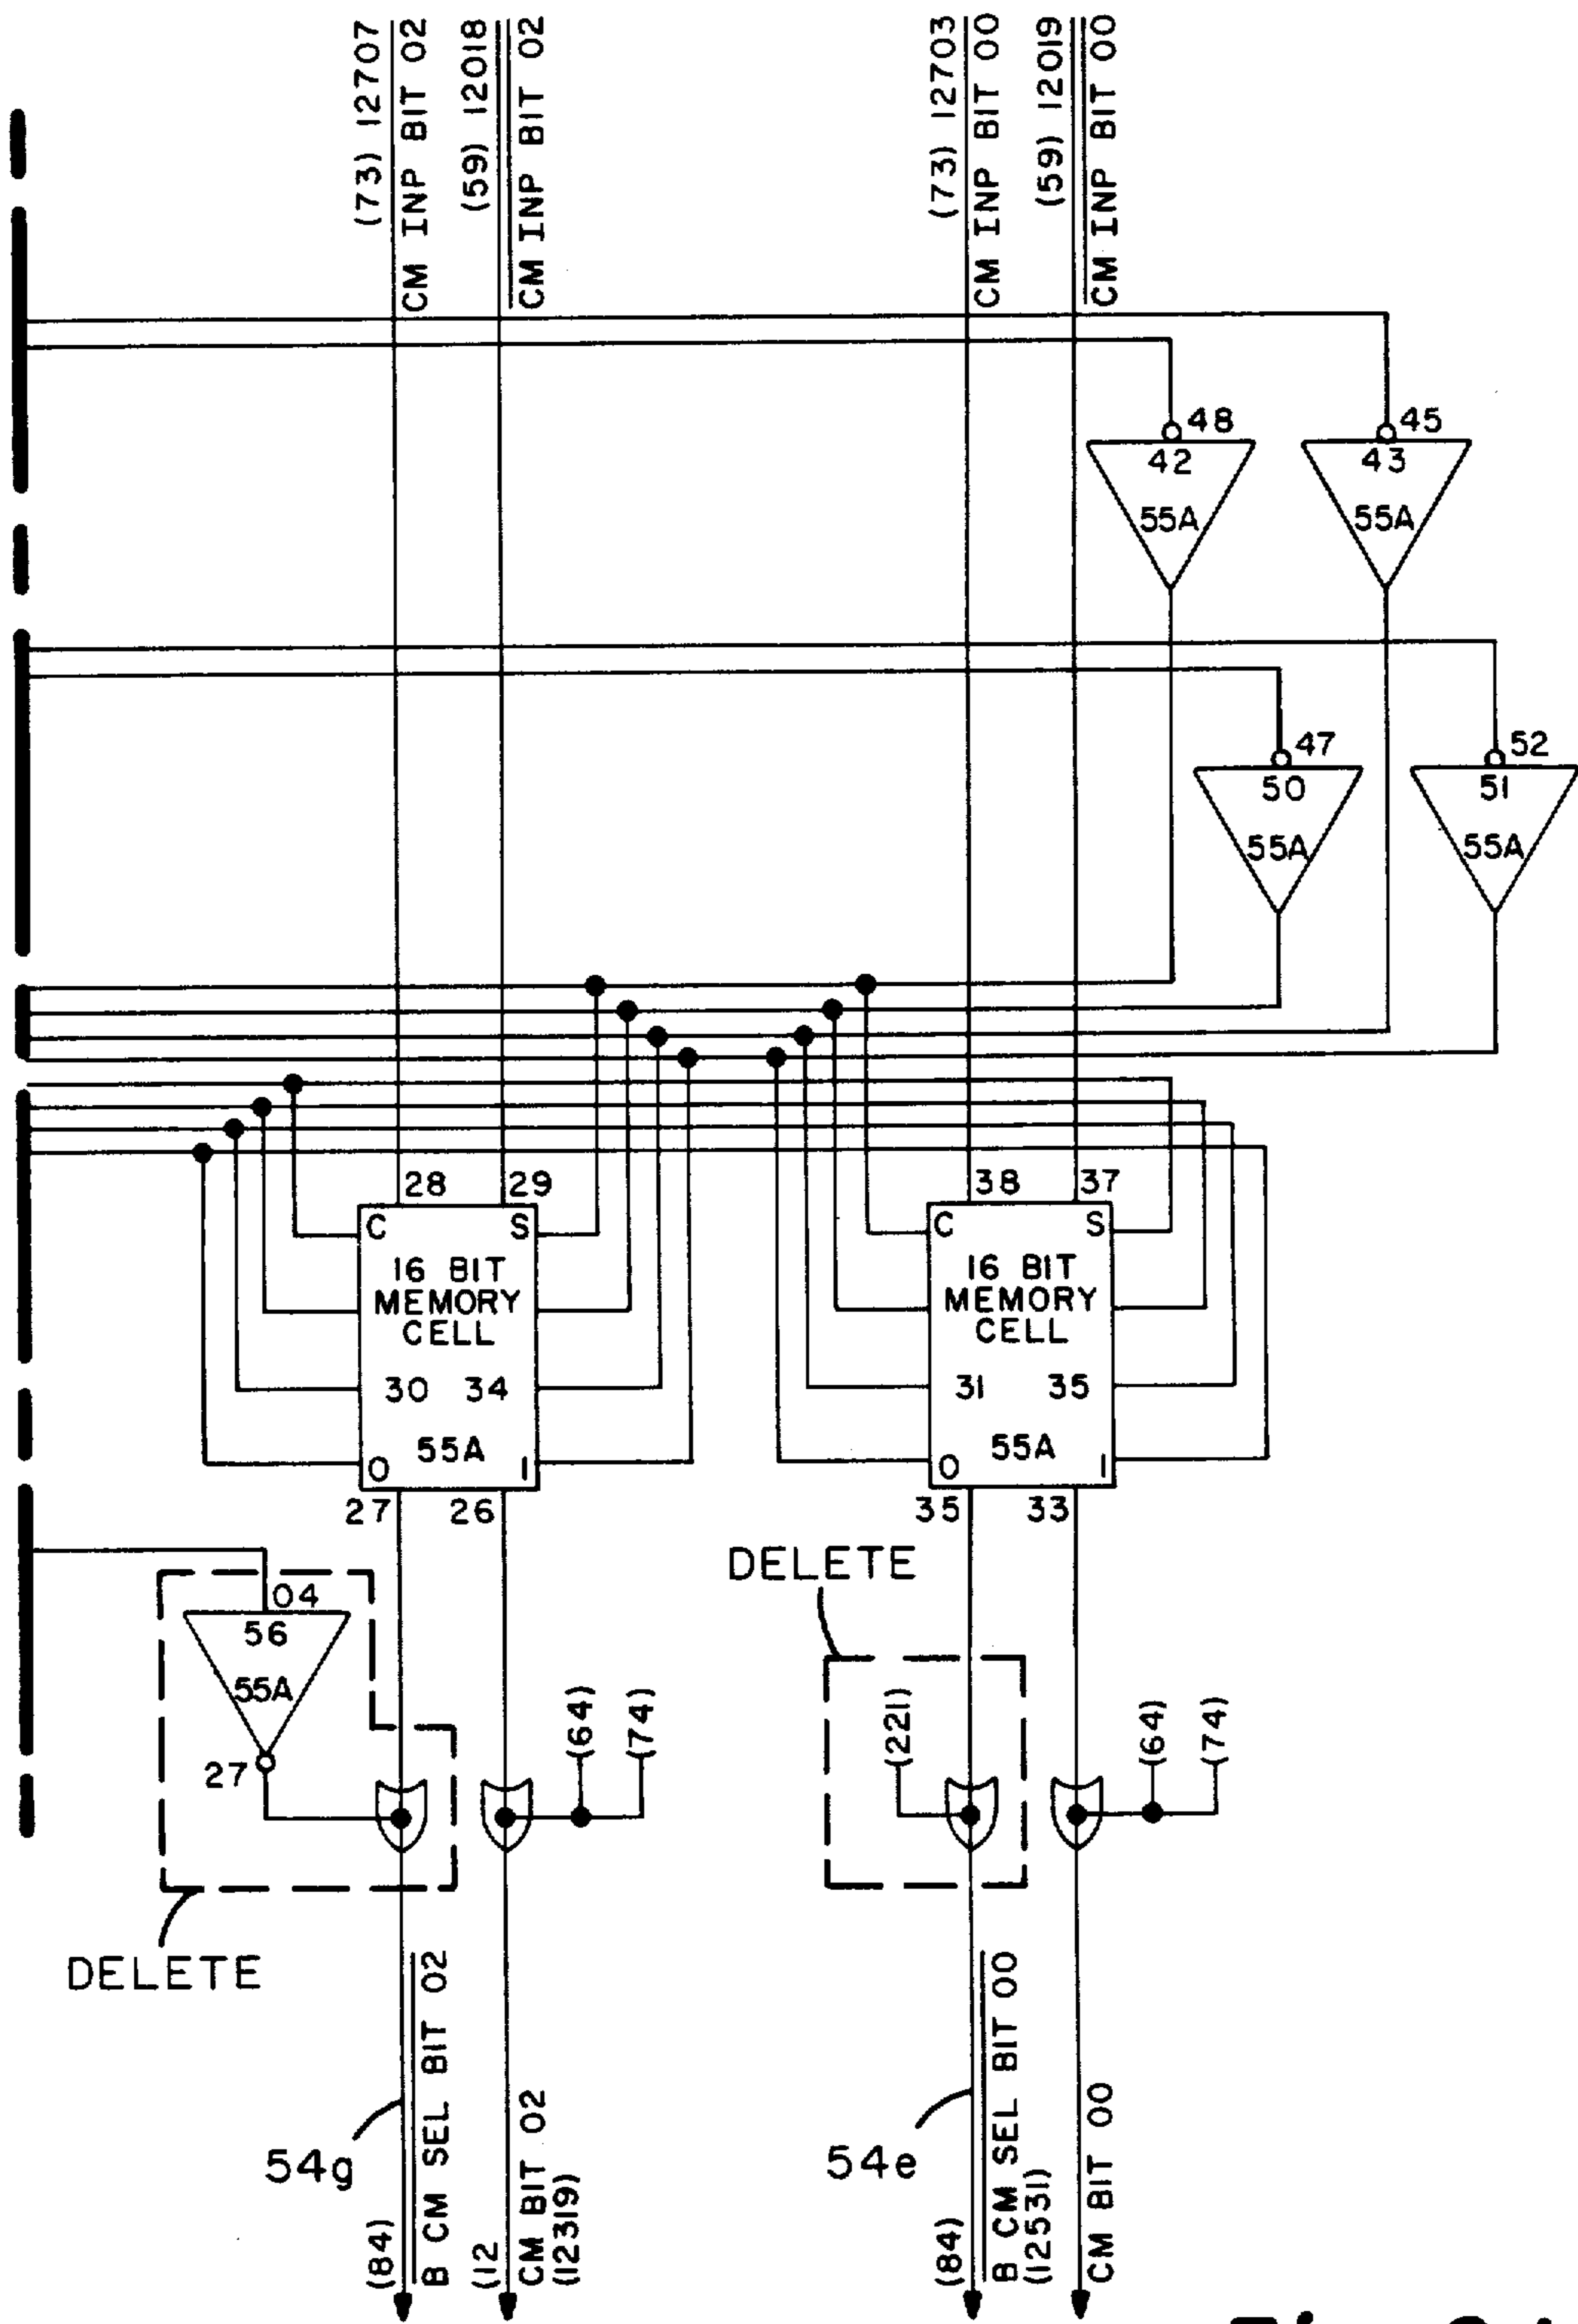 (73) 12707
CM INP BIT 02
(59) 12018
CM INP BIT 02
(73) 12703
CM INP BIT 00
(59) 12019
CM INP BIT 00
48
42
55A
45
43
55A
47
50
55A
52
51
55A
28
29
C
S
16 BIT
MEMORY
CELL
30 34
55A
O
I
27
26
38
37
C
S
16 BIT
MEMORY
CELL
31 35
55A
O
I
35
33
04
56
55A
27
DELETE
(64)
(74)
DELETE
(221)
(64)
(74)
54g
(84)
B CM SEL BIT 02
(12
CM BIT 02
(12319)
54e
(84)
B CM SEL BIT 00
(12531)
CM BIT 00